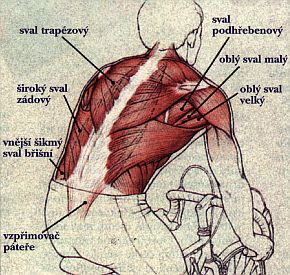 sval trapézový
sval
podhřebenový
oblý sval malý
oblý sval
velký
široký sval
zádový
vnější šikmý
sval břišní
vzpřimovač
páteře